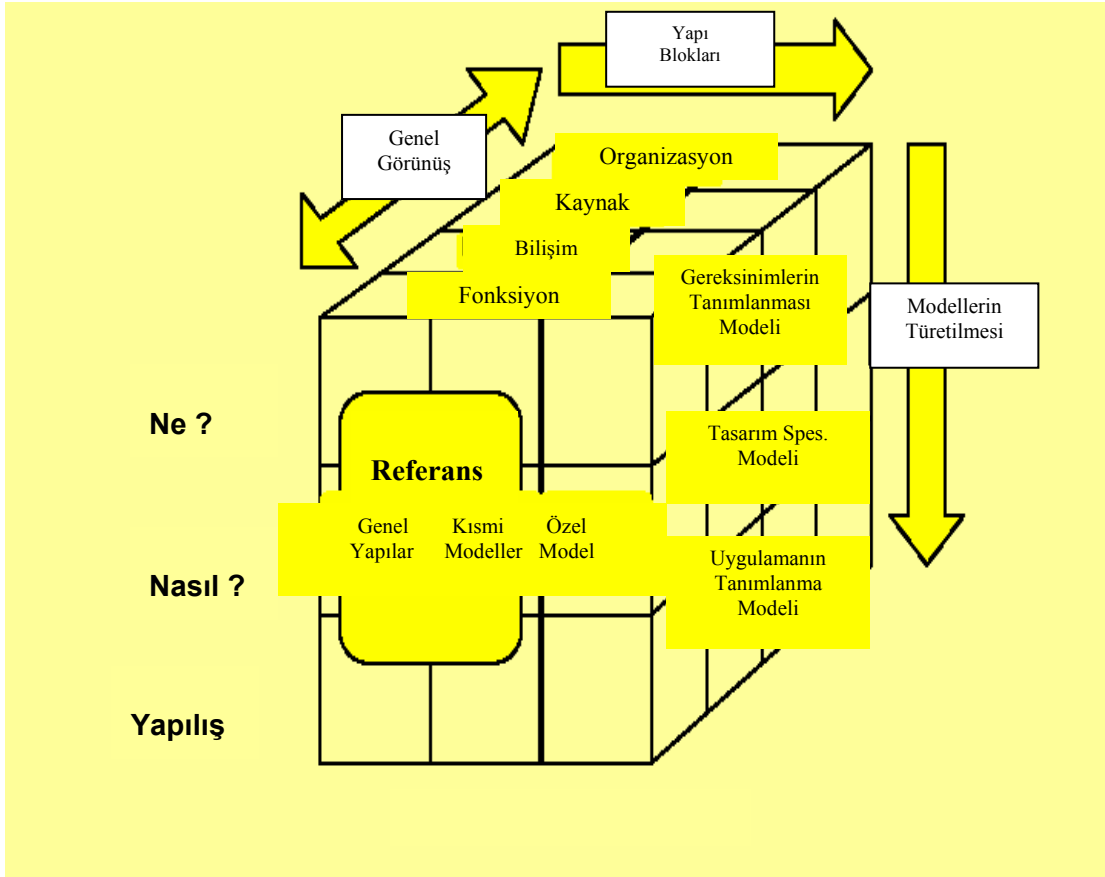 Yapı
Blokları
Genel
Görünüş
Organizasyon
Kaynak
Bilişim
Fonksiyon
Gereksinimlerin
Tanımlanması
Modeli
Modellerin
Türetilmesi
Ne ?
Tasarım Spes.
Modeli
Referans
Genel
Yapılar
Kısmi
Modeller
Özel
Model
Nasıl ?
Uygulamanın
Tanımlanma
Modeli
Yapılış